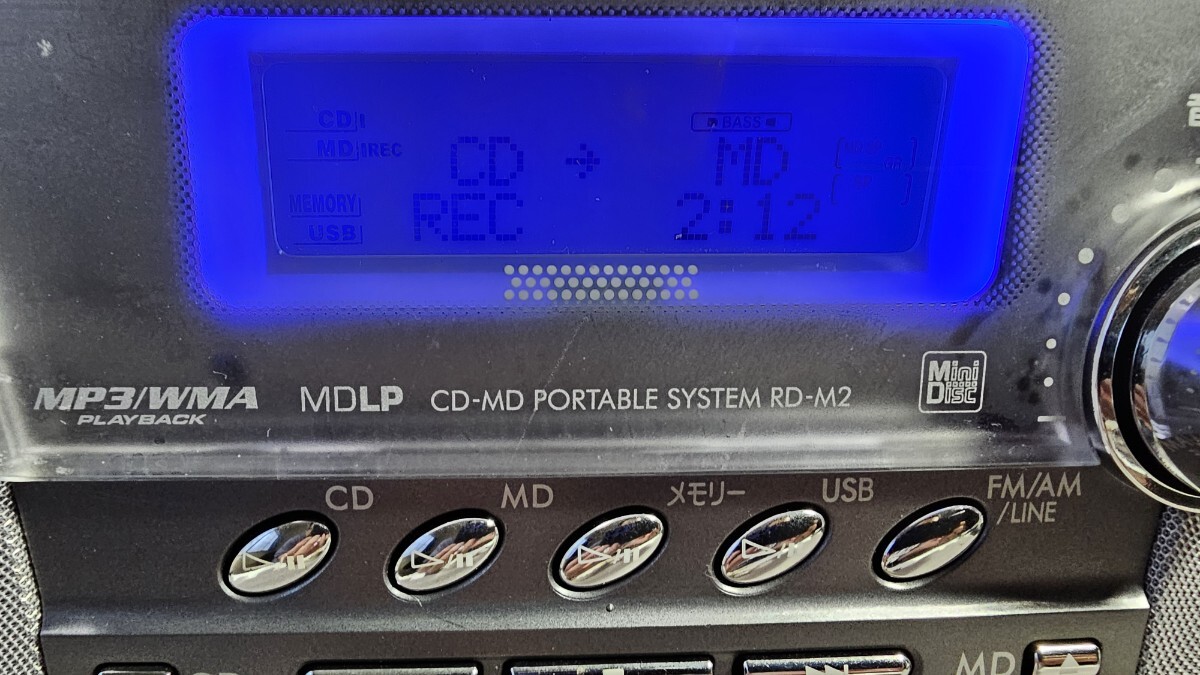 CD
BASS
MD REC
CD → MD
MEMORY
REC 2:12
USB
MP3/WMA
PLAYBACK
MDLP
CD-MD PORTABLE SYSTEM RD-M2
Mini
Disc
CD
MD
メモリー
USB
FM/AM
/LINE
MD